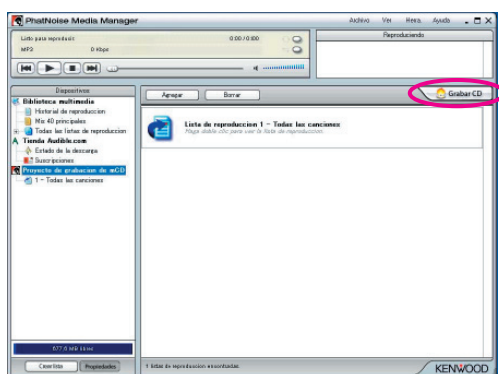 PhatNoise Media Manager
Archivo Ver Herra. Ayuda
Listo para reproducir
0:00 / 0:00
MP3 0 Kbps
Reproduciendo
Dispositivos
Agregar Borrar
Grabar CD
Biblioteca multimedia
Historial de reproduccion
Mix 40 principales
Todas las listas de reproduccion
Tienda Audible.com
Estado de la descarga
Suscripciones
Proyecto de grabacion de mCD
1 - Todas las canciones
Lista de reproduccion 1 - Todas las canciones
Haga doble clic para ver la lista de reproduccion
677.6 MB libres
Crear lista Propiedades
1 listas de reproduccion encontradas.
KENWOOD